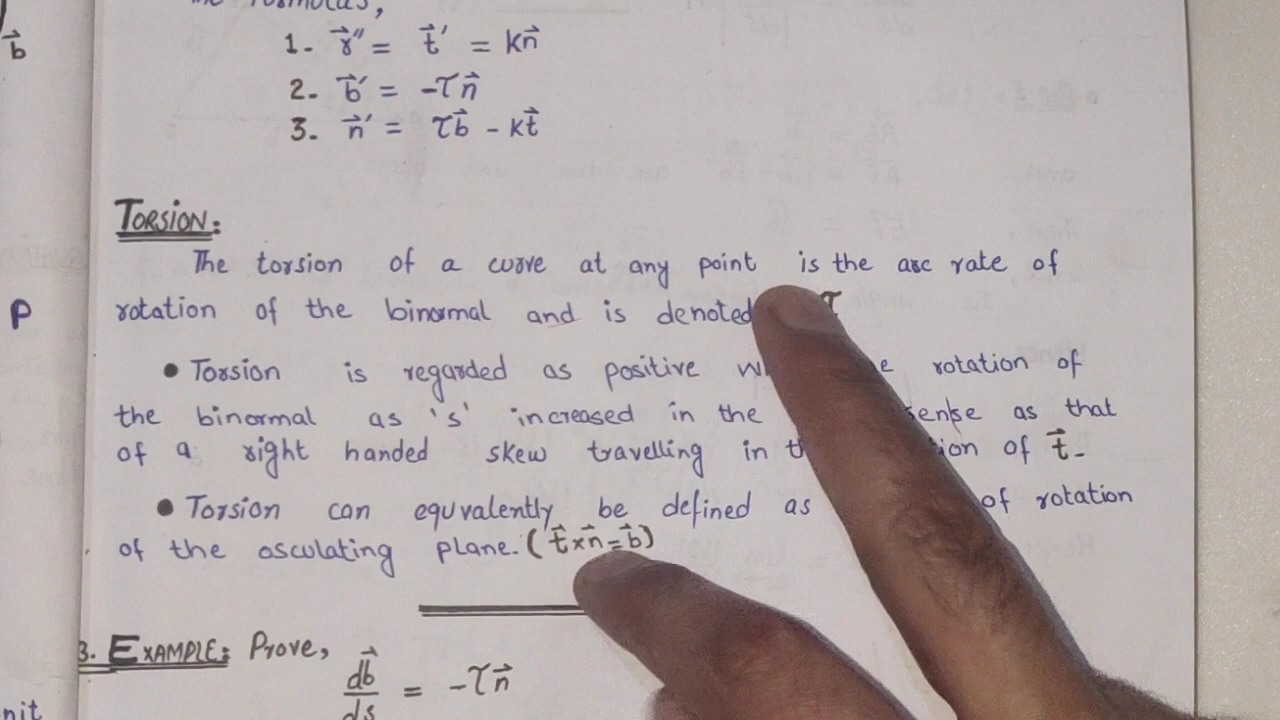 b⃗
1- r⃗'' = t⃗' = kn⃗
2. b⃗' = -τn⃗
3. n⃗' = τb⃗ - kt⃗
TORSION:
The torsion of a curve at any point is the arc rate of
P
rotation of the binormal and is denoted τ
• Torsion is regarded as positive rotation of
the binormal as 's' increased in the sense as that
of a right handed skew travelling in of t⃗-
• Torsion can equvalently be defined as of rotation
of the osculating plane. (t⃗×n⃗=b⃗)
3. EXAMPLE: Prove,
db⃗/ds = -τn⃗